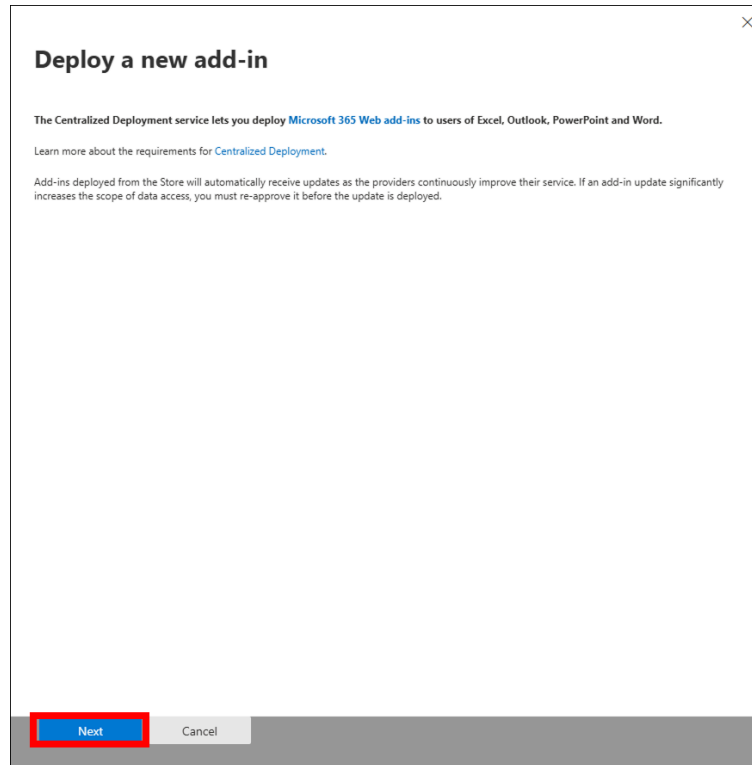 Deploy a new add-in
The Centralized Deployment service lets you deploy Microsoft 365 Web add-ins to users of Excel, Outlook, PowerPoint and Word.
Learn more about the requirements for Centralized Deployment.
Add-ins deployed from the Store will automatically receive updates as the providers continuously improve their service. If an add-in update significantly
increases the scope of data access, you must re-approve it before the update is deployed.
Next Cancel